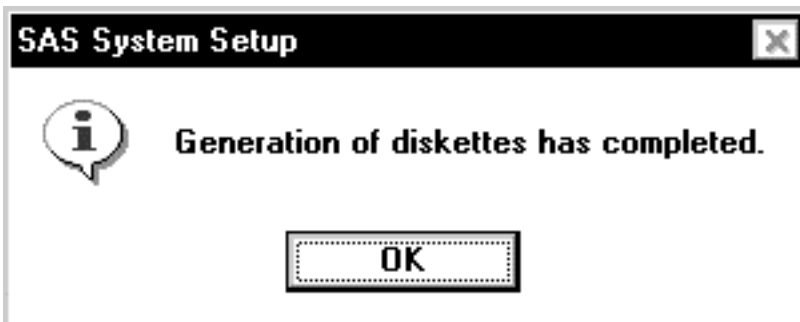 SAS System Setup
Generation of diskettes has completed.
OK